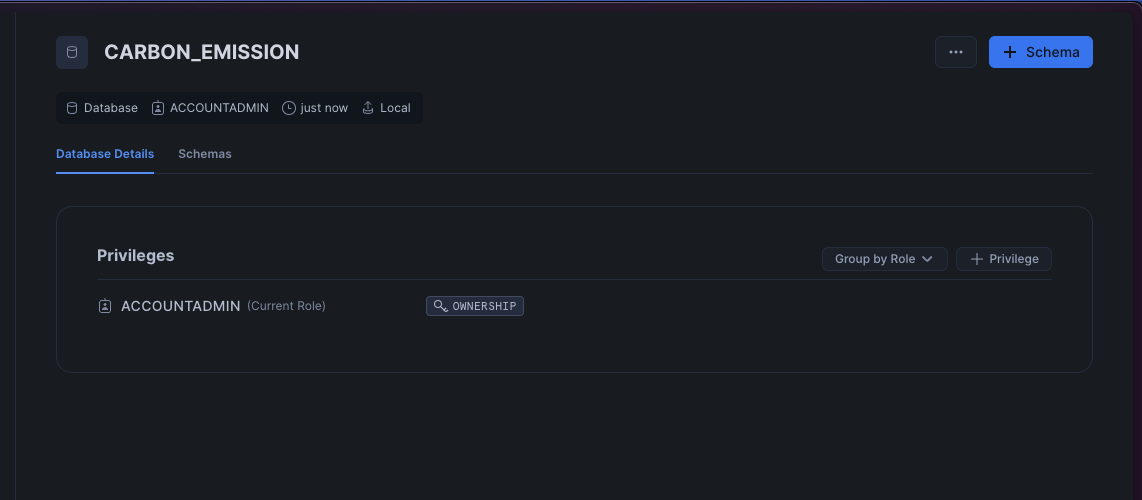 CARBON_EMISSION
... + Schema
Database ACCOUNTADMIN just now Local
Database Details Schemas
Privileges
Group by Role + Privilege
ACCOUNTADMIN (Current Role) OWNERSHIP